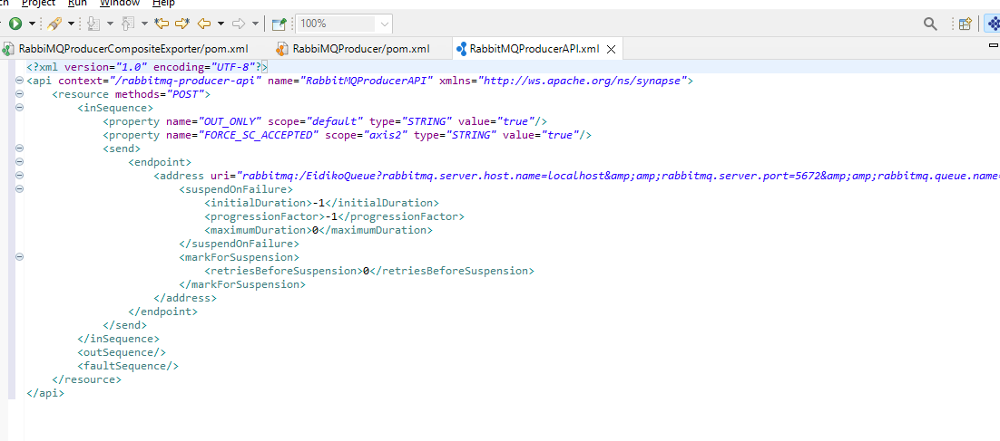 Project Run Window Help
100%
RabbiMQProducerCompositeExporter/pom.xml RabbiMQProducer/pom.xml RabbitMQProducerAPI.xml
<?xml version="1.0" encoding="UTF-8"?>
<api context="/rabbitmq-producer-api" name="RabbitMQProducerAPI" xmlns="http://ws.apache.org/ns/synapse">
<resource methods="POST">
<inSequence>
<property name="OUT_ONLY" scope="default" type="STRING" value="true"/>
<property name="FORCE_SC_ACCEPTED" scope="axis2" type="STRING" value="true"/>
<send>
<endpoint>
<address uri="rabbitmq:/EidikoQueue?rabbitmq.server.host.name=localhost&amp;amp;rabbitmq.server.port=5672&amp;amp;rabbitmq.queue.name=
<suspendOnFailure>
<initialDuration>-1</initialDuration>
<progressionFactor>-1</progressionFactor>
<maximumDuration>0</maximumDuration>
</suspendOnFailure>
<markForSuspension>
<retriesBeforeSuspension>0</retriesBeforeSuspension>
</markForSuspension>
</address>
</endpoint>
</send>
</inSequence>
<outSequence/>
<faultSequence/>
</resource>
</api>